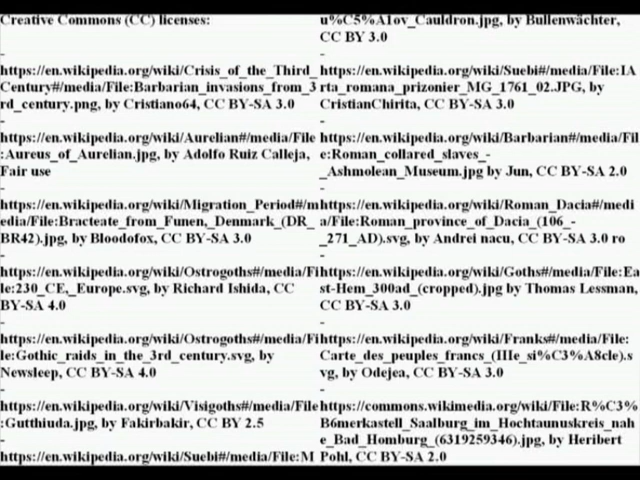 Creative Commons (CC) licenses:
-
https://en.wikipedia.org/wiki/Crisis_of_the_Third_
Century#/media/File:Barbarian_invasions_from_3
rd_century.png, by Cristiano64, CC BY-SA 3.0
-
https://en.wikipedia.org/wiki/Aurelian#/media/File
:Aureus_of_Aurelian.jpg, by Adolfo Ruiz Calleja,
Fair use
-
https://en.wikipedia.org/wiki/Migration_Period#/m
edia/File:Bracteate_from_Funen,_Denmark_(DR_
BR42).jpg, by Bloodofox, CC BY-SA 3.0
-
https://en.wikipedia.org/wiki/Ostrogoths#/media/Fi
le:230_CE,_Europe.svg, by Richard Ishida, CC
BY-SA 4.0
-
https://en.wikipedia.org/wiki/Ostrogoths#/media/Fi
le:Gothic_raids_in_the_3rd_century.svg, by
Newsleep, CC BY-SA 4.0
-
https://en.wikipedia.org/wiki/Visigoths#/media/File
:Gutthiuda.jpg, by Fakirbakir, CC BY 2.5
-
https://en.wikipedia.org/wiki/Suebi#/media/File:M
u%C5%A1ov_Cauldron.jpg, by Bullenwächter,
CC BY 3.0
-
https://en.wikipedia.org/wiki/Suebi#/media/File:IA
rta_romana_prizonier_MG_1761_02.JPG, by
CristianChirita, CC BY-SA 3.0
-
https://en.wikipedia.org/wiki/Barbarian#/media/Fil
e:Roman_collared_slaves_-
_Ashmolean_Museum.jpg by Jun, CC BY-SA 2.0
-
https://en.wikipedia.org/wiki/Roman_Dacia#/medi
a/File:Roman_province_of_Dacia_(106_-
_271_AD).svg, by Andrei nacu, CC BY-SA 3.0 ro
-
https://en.wikipedia.org/wiki/Goths#/media/File:Ea
st-Hem_300ad_(cropped).jpg by Thomas Lessman,
CC BY-SA 3.0
-
https://en.wikipedia.org/wiki/Franks#/media/File:
Carte_des_peuples_francs_(IIIe_si%C3%A8cle).s
vg, by Odejea, CC BY-SA 3.0
-
https://commons.wikimedia.org/wiki/File:R%C3%
B6merkastell_Saalburg_im_Hochtaunuskreis_nah
e_Bad_Homburg_(6319259346).jpg, by Heribert
Pohl, CC BY-SA 2.0